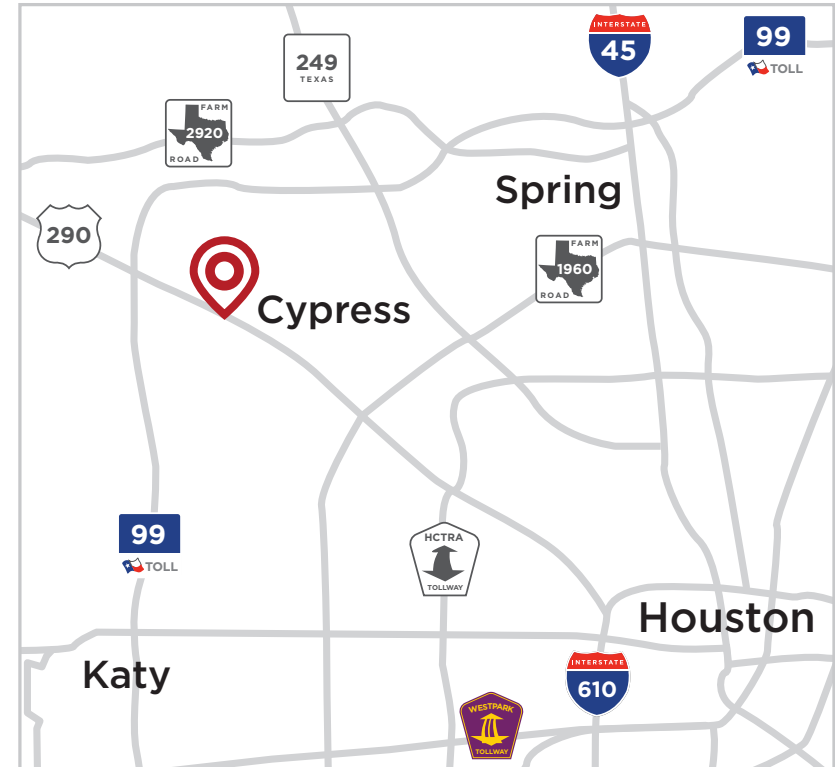 INTERSTATE
45
99
TOLL
249
TEXAS
FARM
2920
ROAD
Spring
290
FARM
1960
ROAD
Cypress
99
TOLL
HCTRA
TOLLWAY
Houston
Katy
INTERSTATE
610
WESTPARK
TOLLWAY